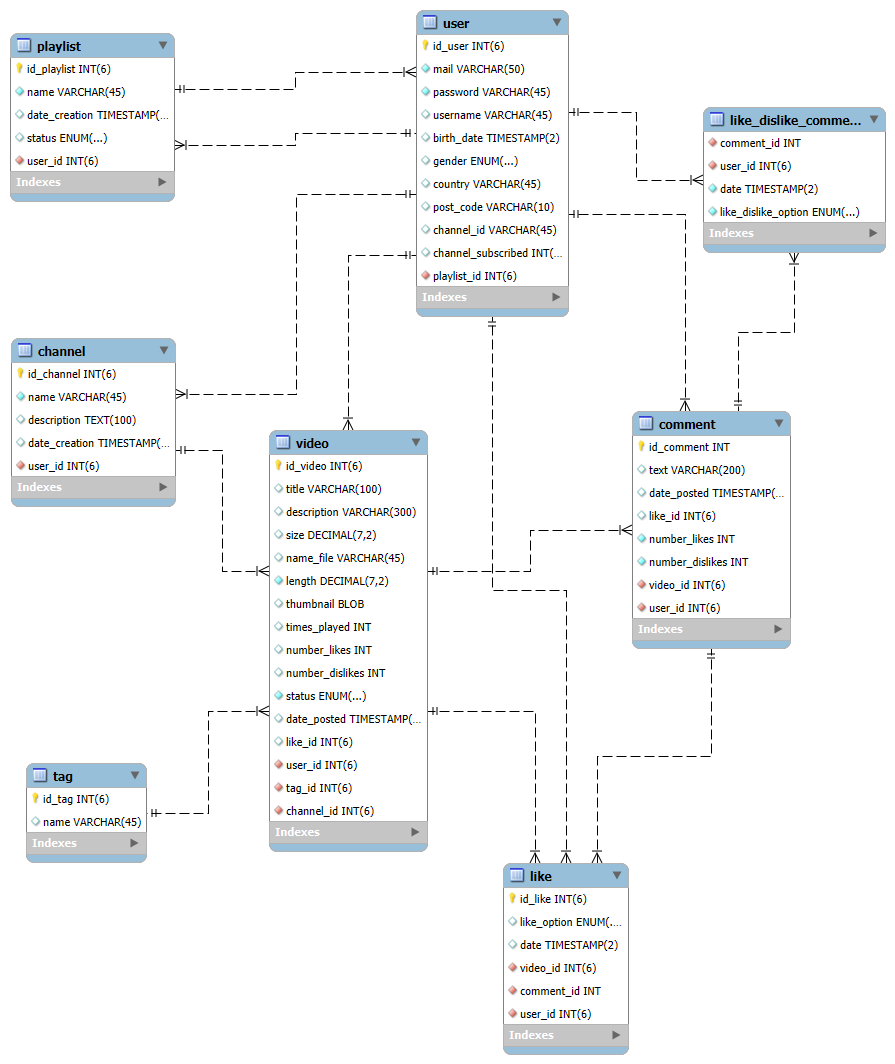 playlist
id_playlist INT(6)
name VARCHAR(45)
date_creation TIMESTAMP(...
status ENUM(...)
user_id INT(6)
Indexes
user
id_user INT(6)
mail VARCHAR(50)
password VARCHAR(45)
username VARCHAR(45)
birth_date TIMESTAMP(2)
gender ENUM(...)
country VARCHAR(45)
post_code VARCHAR(10)
channel_id VARCHAR(45)
channel_subscribed INT(...
playlist_id INT(6)
Indexes
like_dislike_comme...
comment_id INT
user_id INT(6)
date TIMESTAMP(2)
like_dislike_option ENUM(...)
Indexes
channel
id_channel INT(6)
name VARCHAR(45)
description TEXT(100)
date_creation TIMESTAMP(...
user_id INT(6)
Indexes
video
id_video INT(6)
title VARCHAR(100)
description VARCHAR(300)
size DECIMAL(7,2)
name_file VARCHAR(45)
length DECIMAL(7,2)
thumbnail BLOB
times_played INT
number_likes INT
number_dislikes INT
status ENUM(...)
date_posted TIMESTAMP(...
like_id INT(6)
user_id INT(6)
tag_id INT(6)
channel_id INT(6)
Indexes
comment
id_comment INT
text VARCHAR(200)
date_posted TIMESTAMP(...
like_id INT(6)
number_likes INT
number_dislikes INT
video_id INT(6)
user_id INT(6)
Indexes
tag
id_tag INT(6)
name VARCHAR(45)
Indexes
like
id_like INT(6)
like_option ENUM(...
date TIMESTAMP(2)
video_id INT(6)
comment_id INT
user_id INT(6)
Indexes